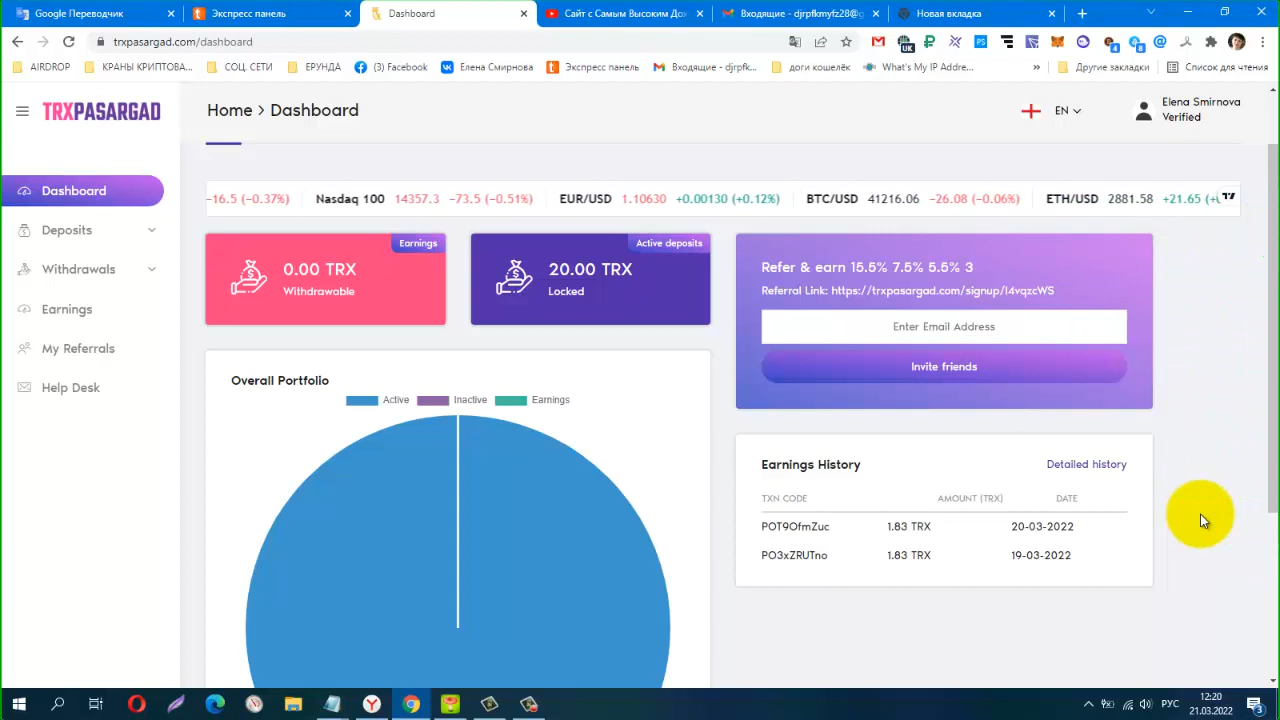 Google Переводчик
Экспресс панель
Dashboard
Сайт с Самым Высоким До
Входящие - djrpfkmyfz28@g
Новая вкладка
trxpasargad.com/dashboard
AIRDROP
КРАНЫ КРИПТОВА...
СОЦ. СЕТИ
ЕРУНДА
(3) Facebook
Елена Смирнова
Экспресс панель
Входящие - djrpfk...
доги кошелёк
What's My IP Addre...
»
Другие закладки
Список для чтения
TRXPASARGAD
Home > Dashboard
EN
Elena Smirnova
Verified
Dashboard
Deposits
Withdrawals
Earnings
My Referrals
Help Desk
−16.5 (−0.37%)
Nasdaq 100 14357.3 −73.5 (−0.51%)
EUR/USD 1.10630 +0.00130 (+0.12%)
BTC/USD 41216.06 −26.08 (−0.06%)
ETH/USD 2881.58 +21.65 (+
Earnings
0.00 TRX
Withdrawable
Active deposits
20.00 TRX
Locked
Refer & earn 15.5% 7.5% 5.5% 3
Referral Link: https://trxpasargad.com/signup/I4vqzcWS
Enter Email Address
Invite friends
Overall Portfolio
Active Inactive Earnings
Earnings History
Detailed history
TXN CODE AMOUNT (TRX) DATE
POT9OfmZuc 1.83 TRX 20-03-2022
PO3xZRUTno 1.83 TRX 19-03-2022
РУС
12:20
21.03.2022